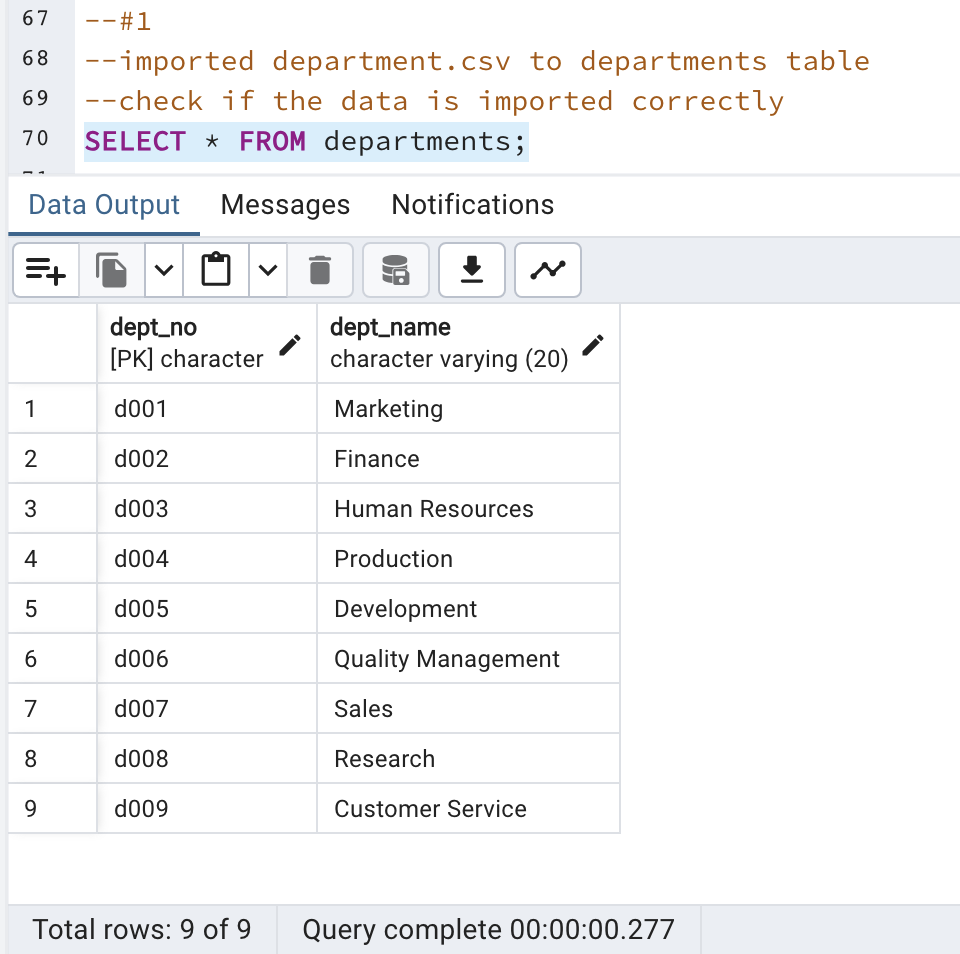 67 --#1
68 --imported department.csv to departments table
69 --check if the data is imported correctly
70 SELECT * FROM departments;
Data Output Messages Notifications
dept_no dept_name
[PK] character character varying (20)
1 d001 Marketing
2 d002 Finance
3 d003 Human Resources
4 d004 Production
5 d005 Development
6 d006 Quality Management
7 d007 Sales
8 d008 Research
9 d009 Customer Service
Total rows: 9 of 9 Query complete 00:00:00.277